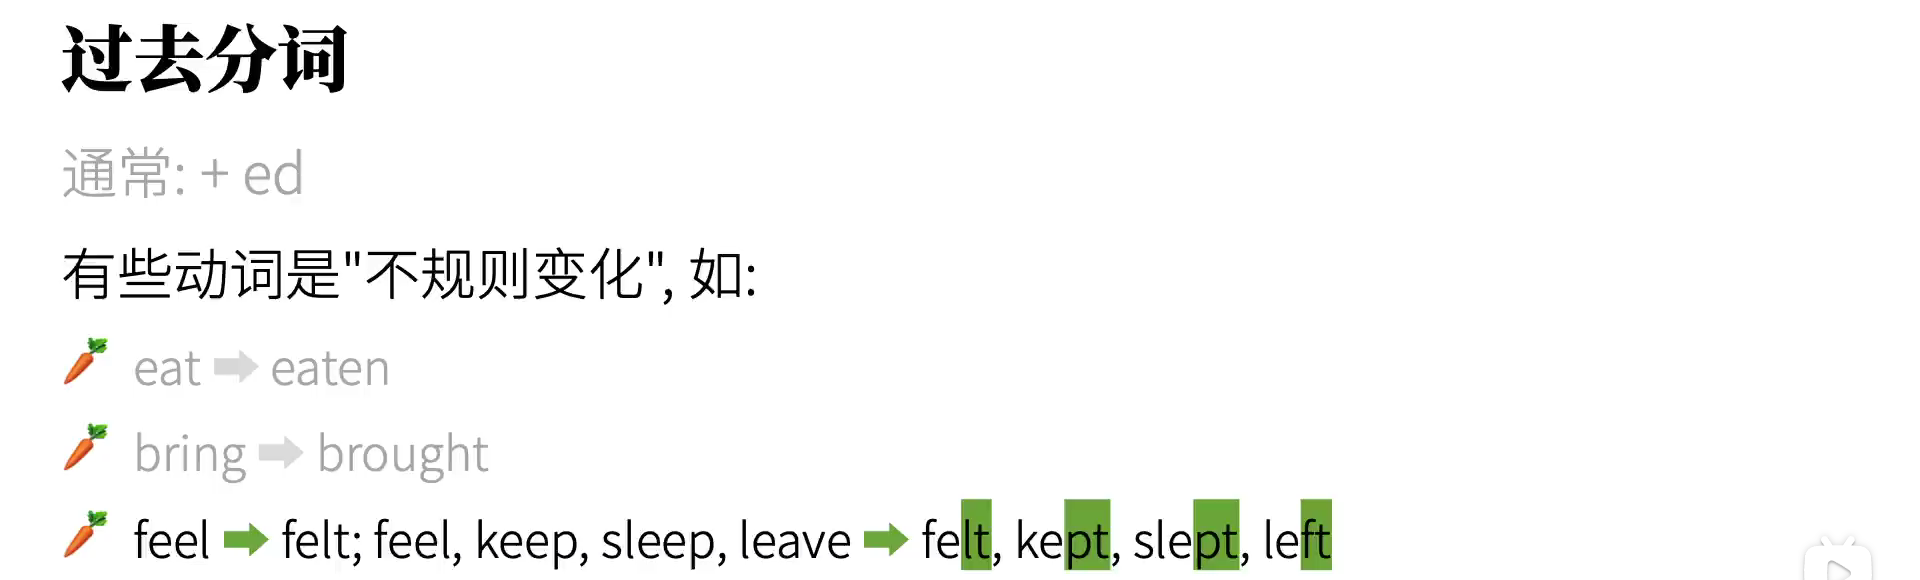 过去分词
通常: + ed
有些动词是"不规则变化", 如:
🥕 eat ➡ eaten
🥕 bring ➡ brought
🥕 feel ➡ felt; feel, keep, sleep, leave ➡ felt, kept, slept, left